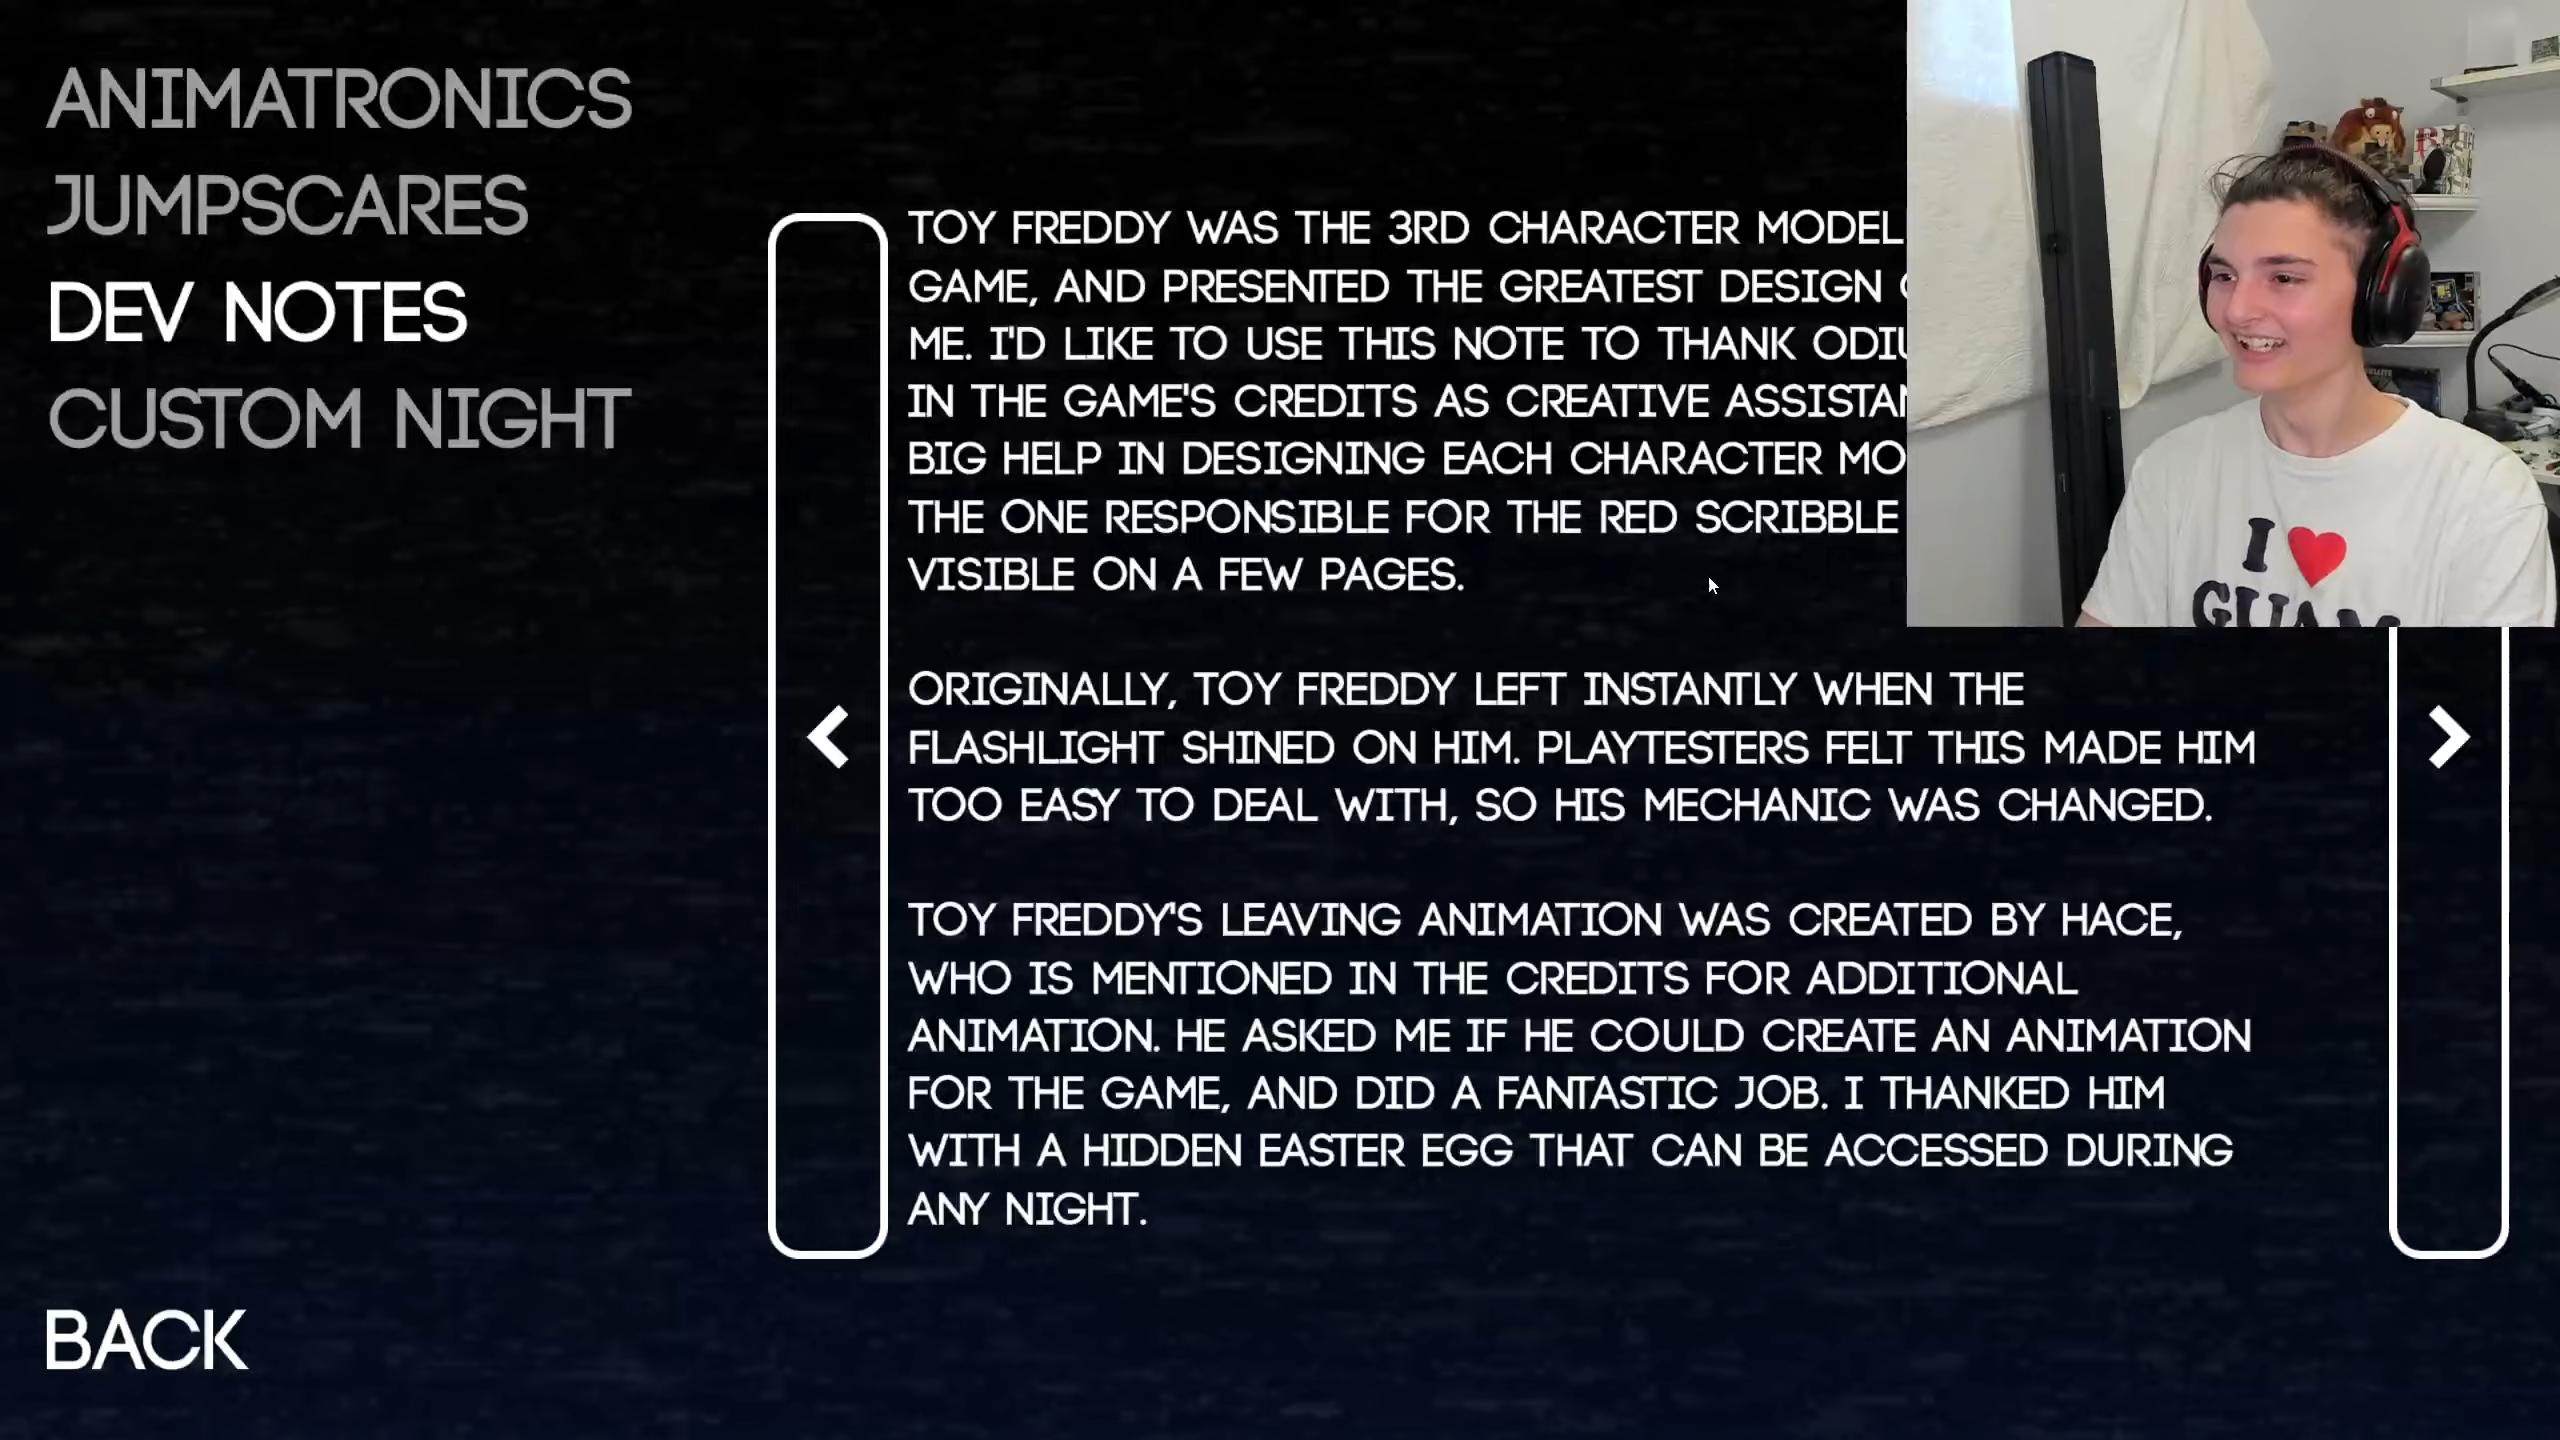 ANIMATRONICS
JUMPSCARES
DEV NOTES
CUSTOM NIGHT
TOY FREDDY WAS THE 3RD CHARACTER MODEL
GAME, AND PRESENTED THE GREATEST DESIGN
ME. I'D LIKE TO USE THIS NOTE TO THANK
IN THE GAME'S CREDITS AS CREATIVE
BIG HELP IN DESIGNING EACH CHARACTER
THE ONE RESPONSIBLE FOR THE RED SCRIBBLE
VISIBLE ON A FEW PAGES.
ORIGINALLY, TOY FREDDY LEFT INSTANTLY WHEN THE
FLASHLIGHT SHINED ON HIM. PLAYTESTERS FELT THIS MADE HIM
TOO EASY TO DEAL WITH, SO HIS MECHANIC WAS CHANGED.
TOY FREDDY'S LEAVING ANIMATION WAS CREATED BY HACE,
WHO IS MENTIONED IN THE CREDITS FOR ADDITIONAL
ANIMATION. HE ASKED ME IF HE COULD CREATE AN ANIMATION
FOR THE GAME, AND DID A FANTASTIC JOB. I THANKED HIM
WITH A HIDDEN EASTER EGG THAT CAN BE ACCESSED DURING
ANY NIGHT.
BACK
I
GUAM